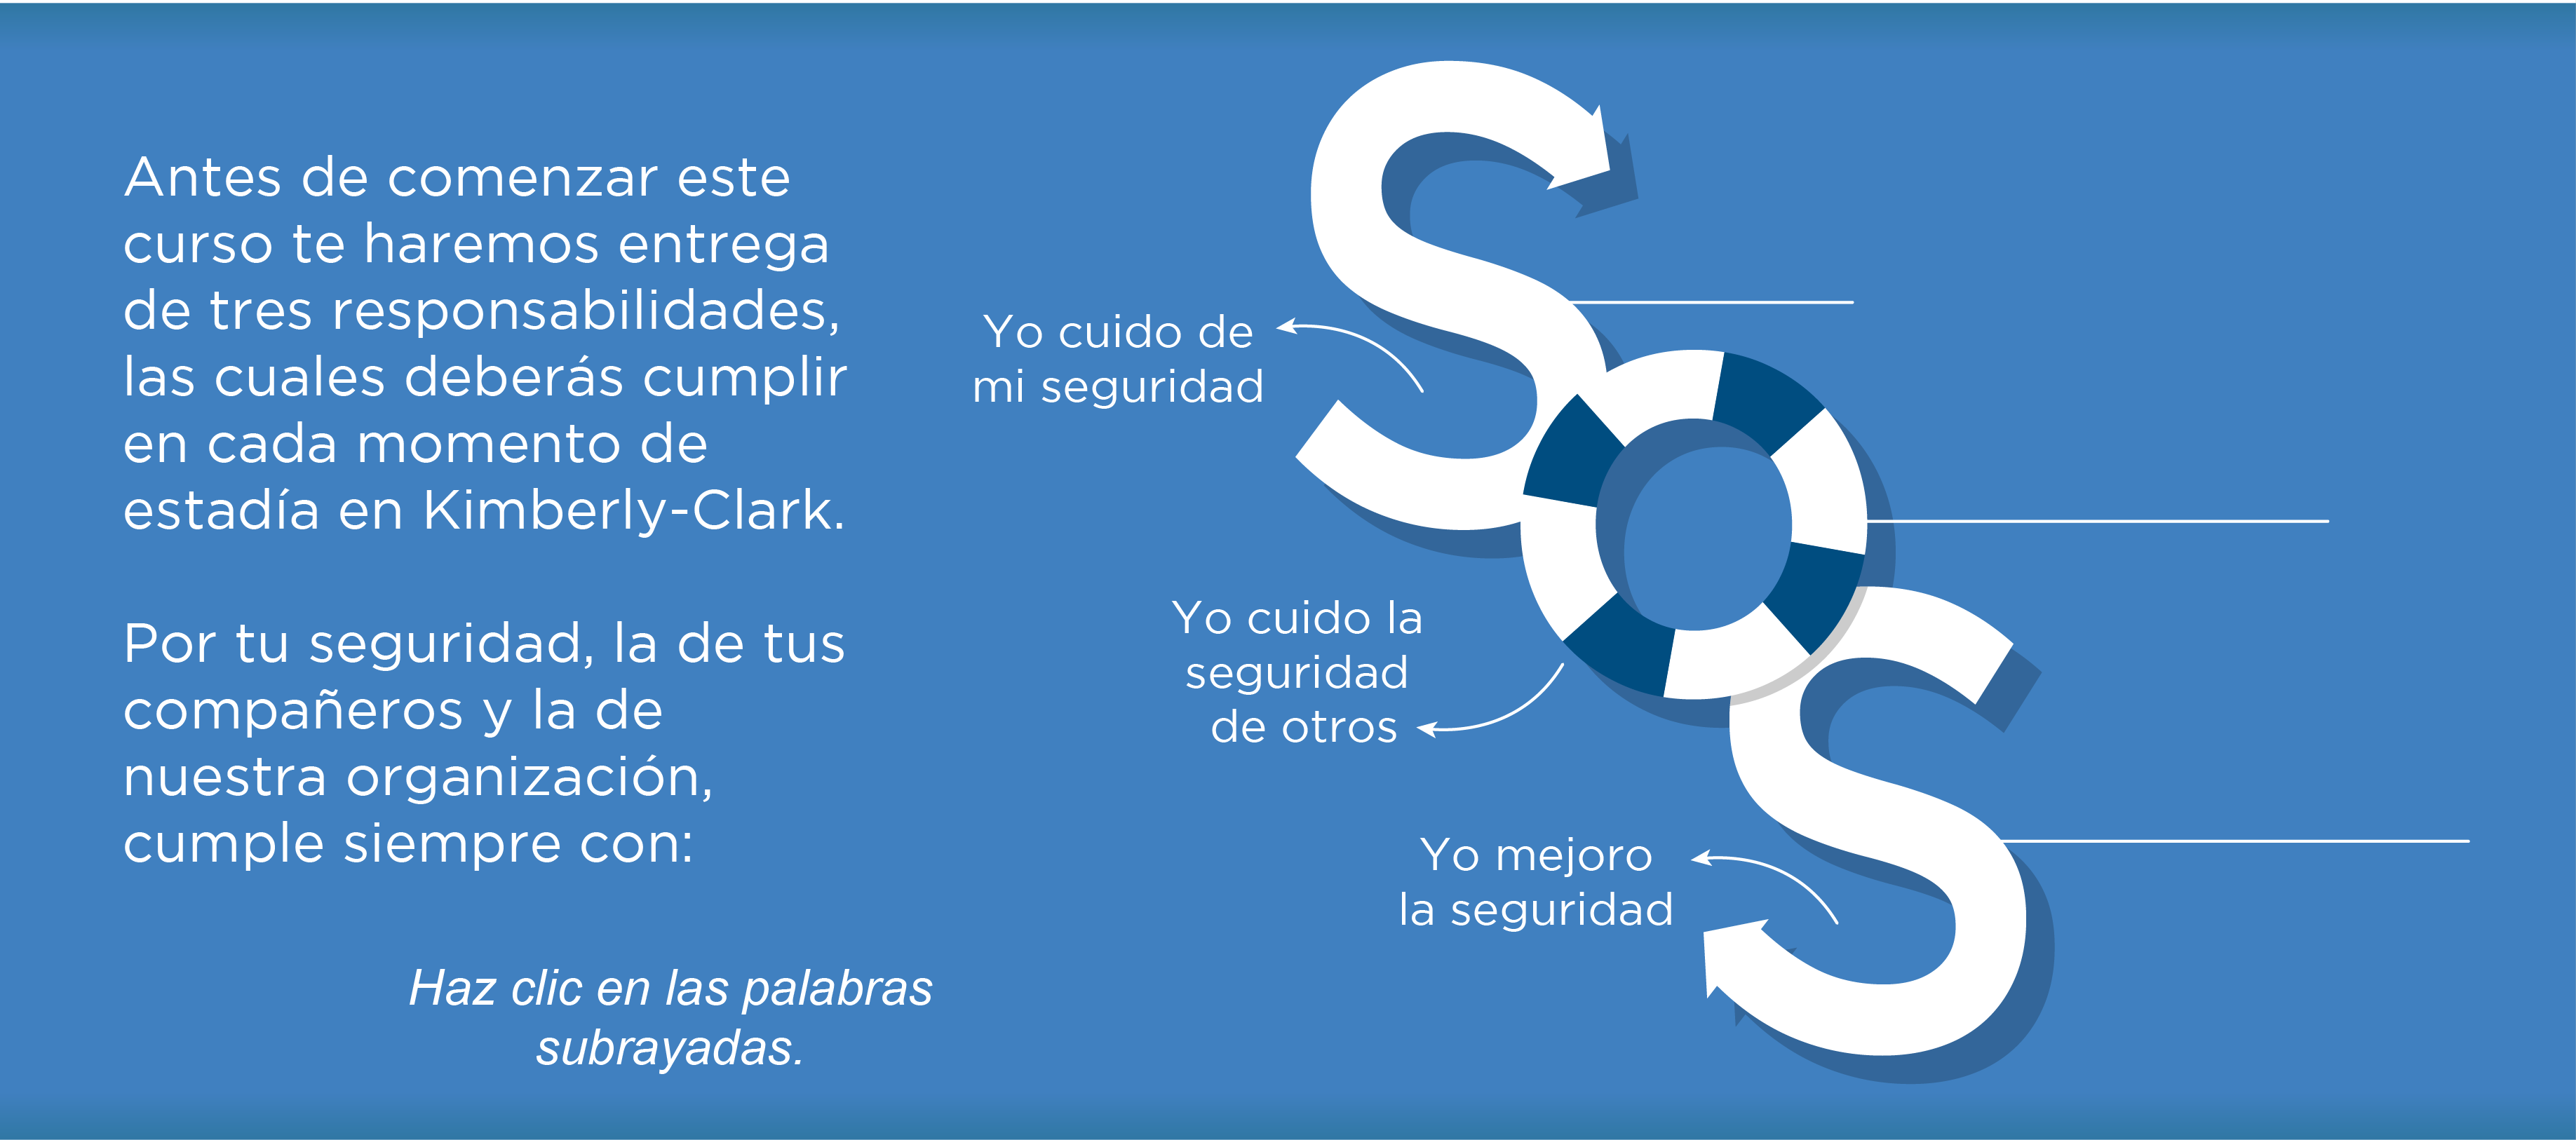 Antes de comenzar este
curso te haremos entrega
de tres responsabilidades,
las cuales deberás cumplir
en cada momento de
estadía en Kimberly-Clark.
Por tu seguridad, la de tus
compañeros y la de
nuestra organización,
cumple siempre con:
Haz clic en las palabras
subrayadas.
SOS
Yo cuido de
mi seguridad
Yo cuido la
seguridad
de otros
Yo mejoro
la seguridad